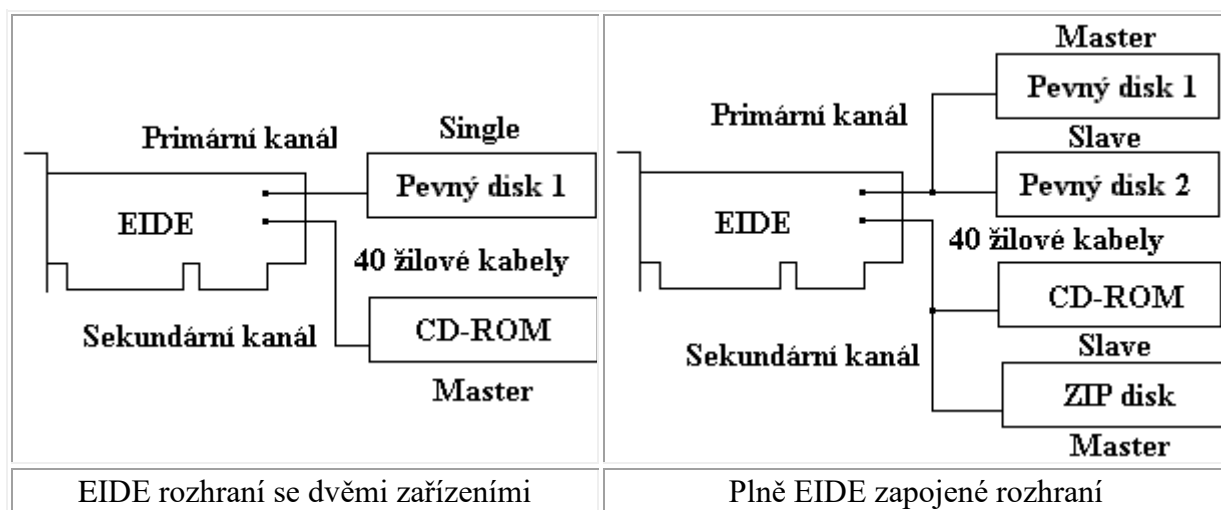 Primární kanál
Single
Pevný disk 1
EIDE
40 žilové kabely
Sekundární kanál
CD-ROM
Master
EIDE rozhraní se dvěmi zařízeními
Master
Pevný disk 1
Primární kanál
Slave
Pevný disk 2
EIDE
40 žilové kabely
CD-ROM
Sekundární kanál
Slave
ZIP disk
Master
Plně EIDE zapojené rozhraní